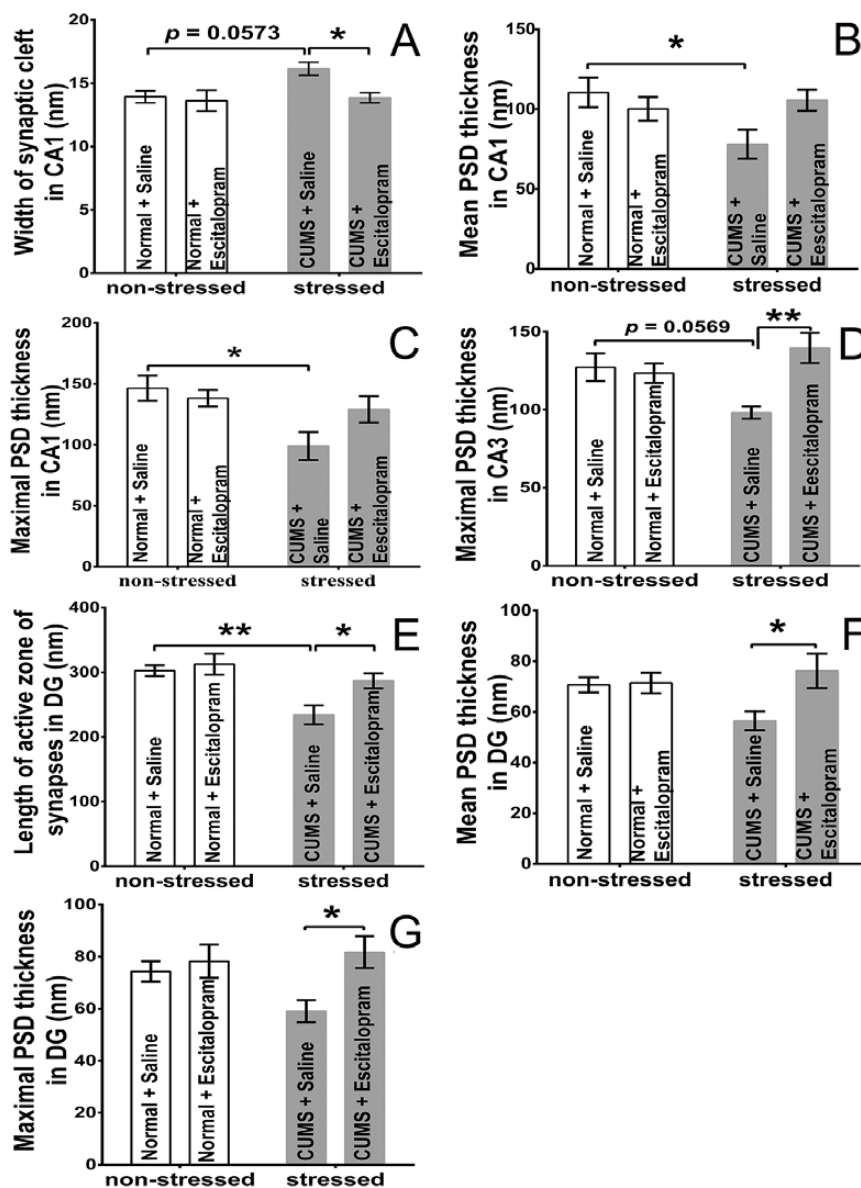 A
p = 0.0573
*
Width of synaptic cleft
in CA1 (nm)
20
15
10
5
0
Normal + Saline
Normal +
Escitalopram
CUMS + Saline
CUMS +
Escitalopram
non-stressed
stressed
B
*
Mean PSD thickness
in CA1 (nm)
150
100
50
0
Normal + Saline
Normal +
Escitalopram
CUMS +
Saline
CUMS +
Eescitalopram
non-stressed
stressed
C
*
Maximal PSD thickness
in CA1 (nm)
200
150
100
50
0
Normal + Saline
Normal +
Escitalopram
CUMS +
Saline
CUMS +
Eescitalopram
non-stressed
stressed
D
p = 0.0569
**
Maximal PSD thickness
in CA3 (nm)
150
100
50
0
Normal + Saline
Normal + Escitalopram
CUMS + Saline
CUMS + Eescitalopram
non-stressed
stressed
E
**
*
Length of active zone of
synapses in DG (nm)
400
300
200
300
0
Normal + Saline
Normal + Escitalopram
CUMS + Saline
CUMS + Escitalopram
non-stressed
stressed
F
*
Mean PSD thickness
in DG (nm)
100
80
60
40
20
0
Normal + Saline
Normal +
Escitalopram
CUMS + Saline
CUMS +
Escitalopram
non-stressed
stressed
G
*
Maximal PSD thickness
in DG (nm)
100
80
60
40
20
0
Normal + Saline
Normal + Escitalopram
CUMS + Saline
CUMS + Escitalopram
non-stressed
stressed